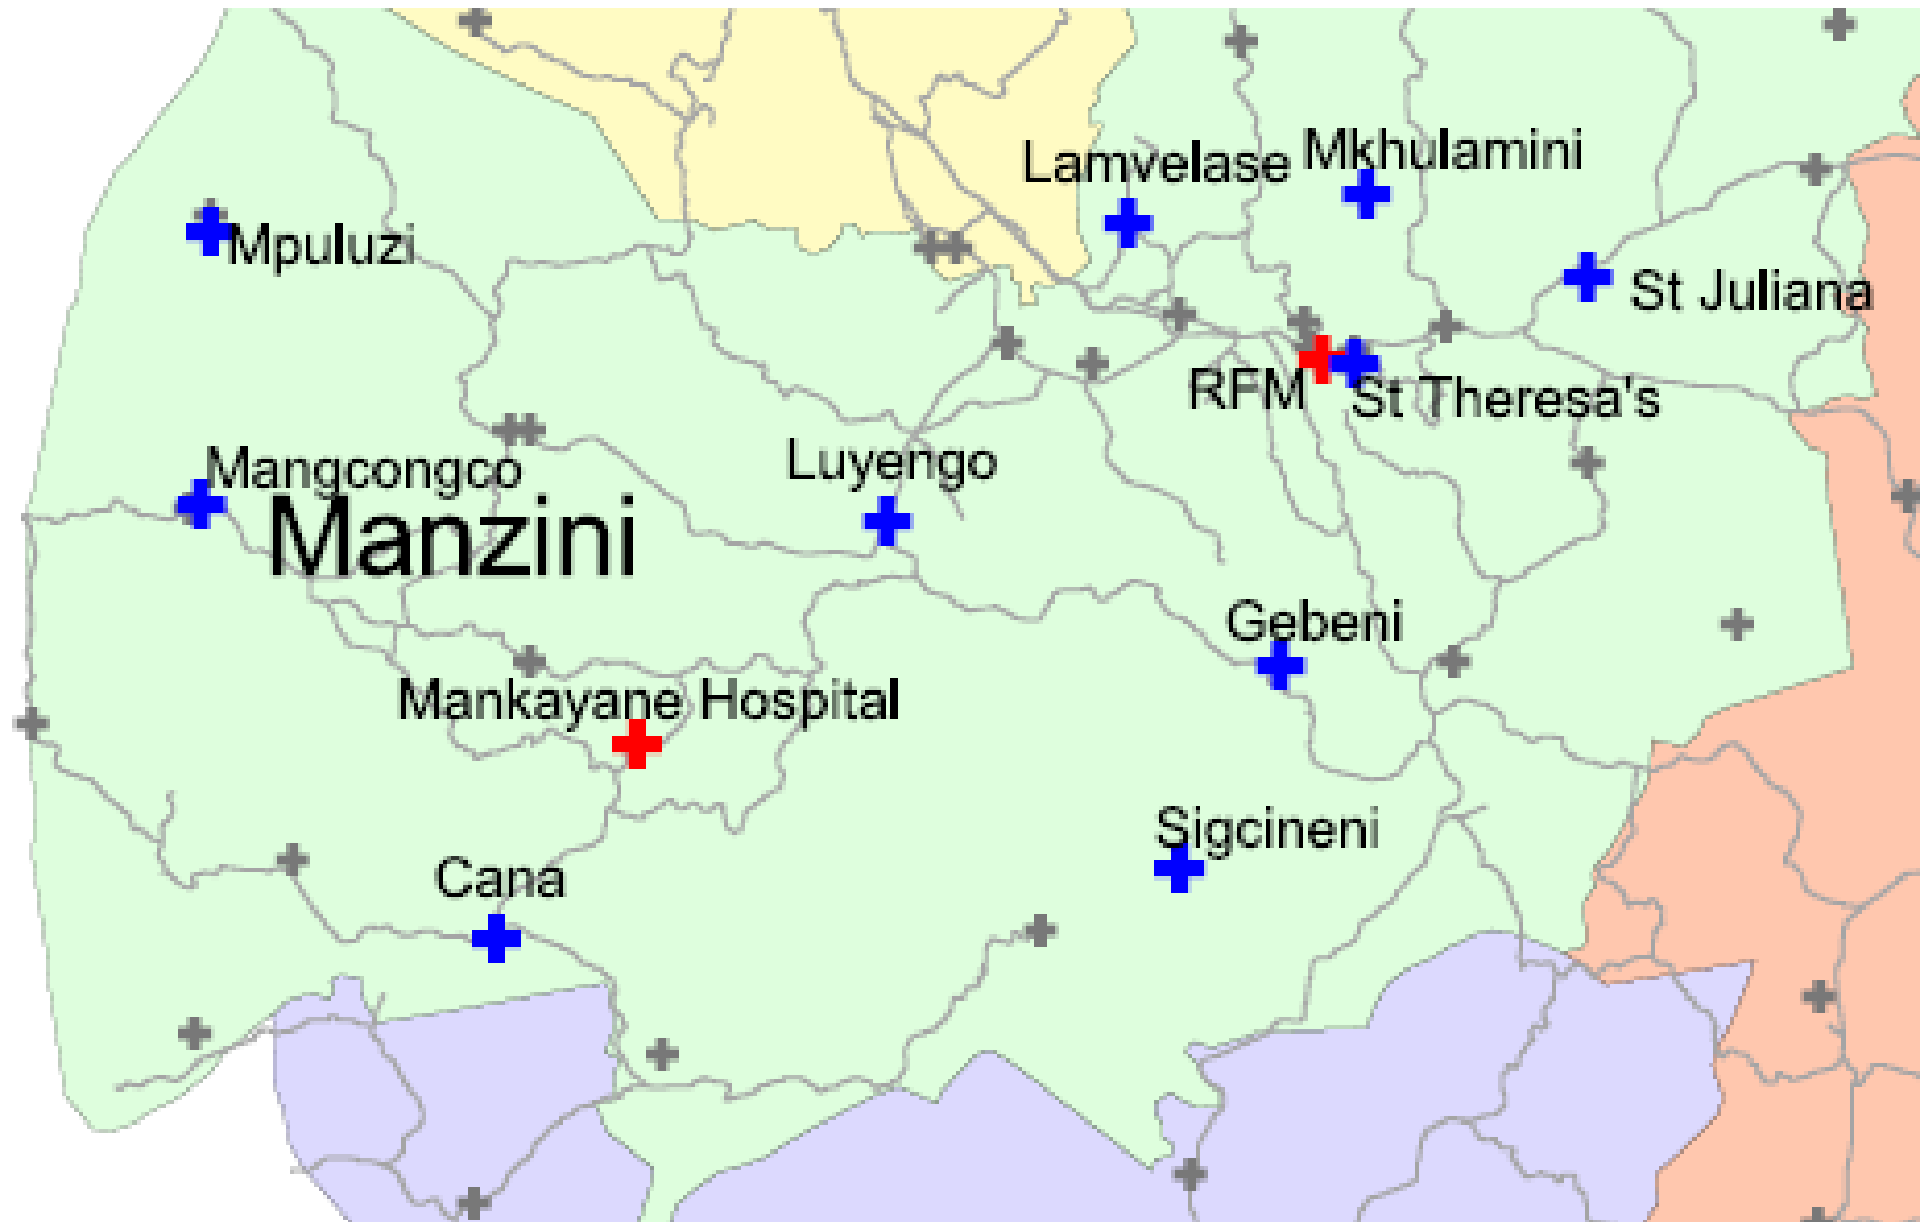 Lamvelase
Mkhulamini
Mpuluzi
St Juliana
RFM
St Theresa's
Mangcongco
Luyengo
Manzini
Gebeni
Mankayane Hospital
Sigcineni
Cana